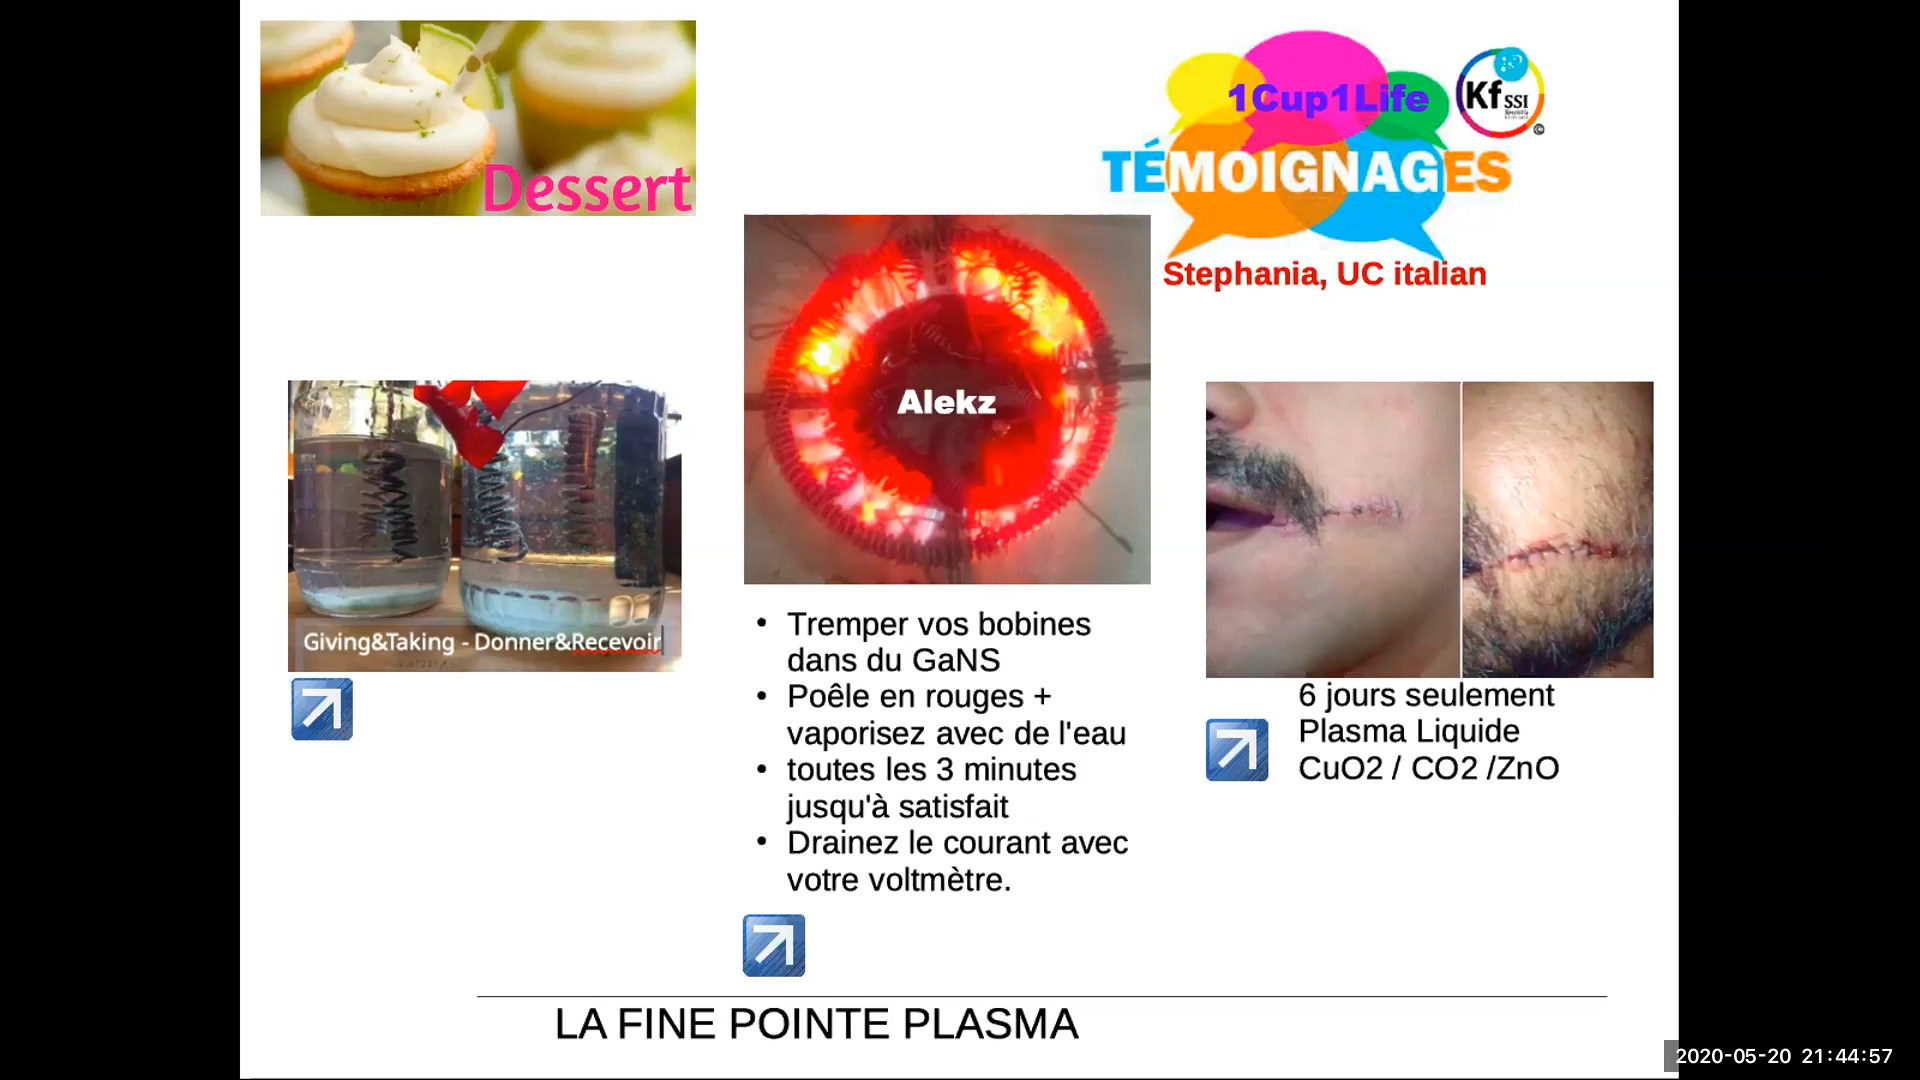 Dessert
1Cup1Life
Kf SSI
©
TÉMOIGNAGES
Stephania, UC italian
Alekz
Giving&Taking - Donner&Recevoir
• Tremper vos bobines
dans du GaNS
• Poêle en rouges +
vaporisez avec de l'eau
• toutes les 3 minutes
jusqu'à satisfait
• Drainez le courant avec
votre voltmètre.
6 jours seulement
Plasma Liquide
CuO2 / CO2 /ZnO
LA FINE POINTE PLASMA
2020-05-20 21:44:57